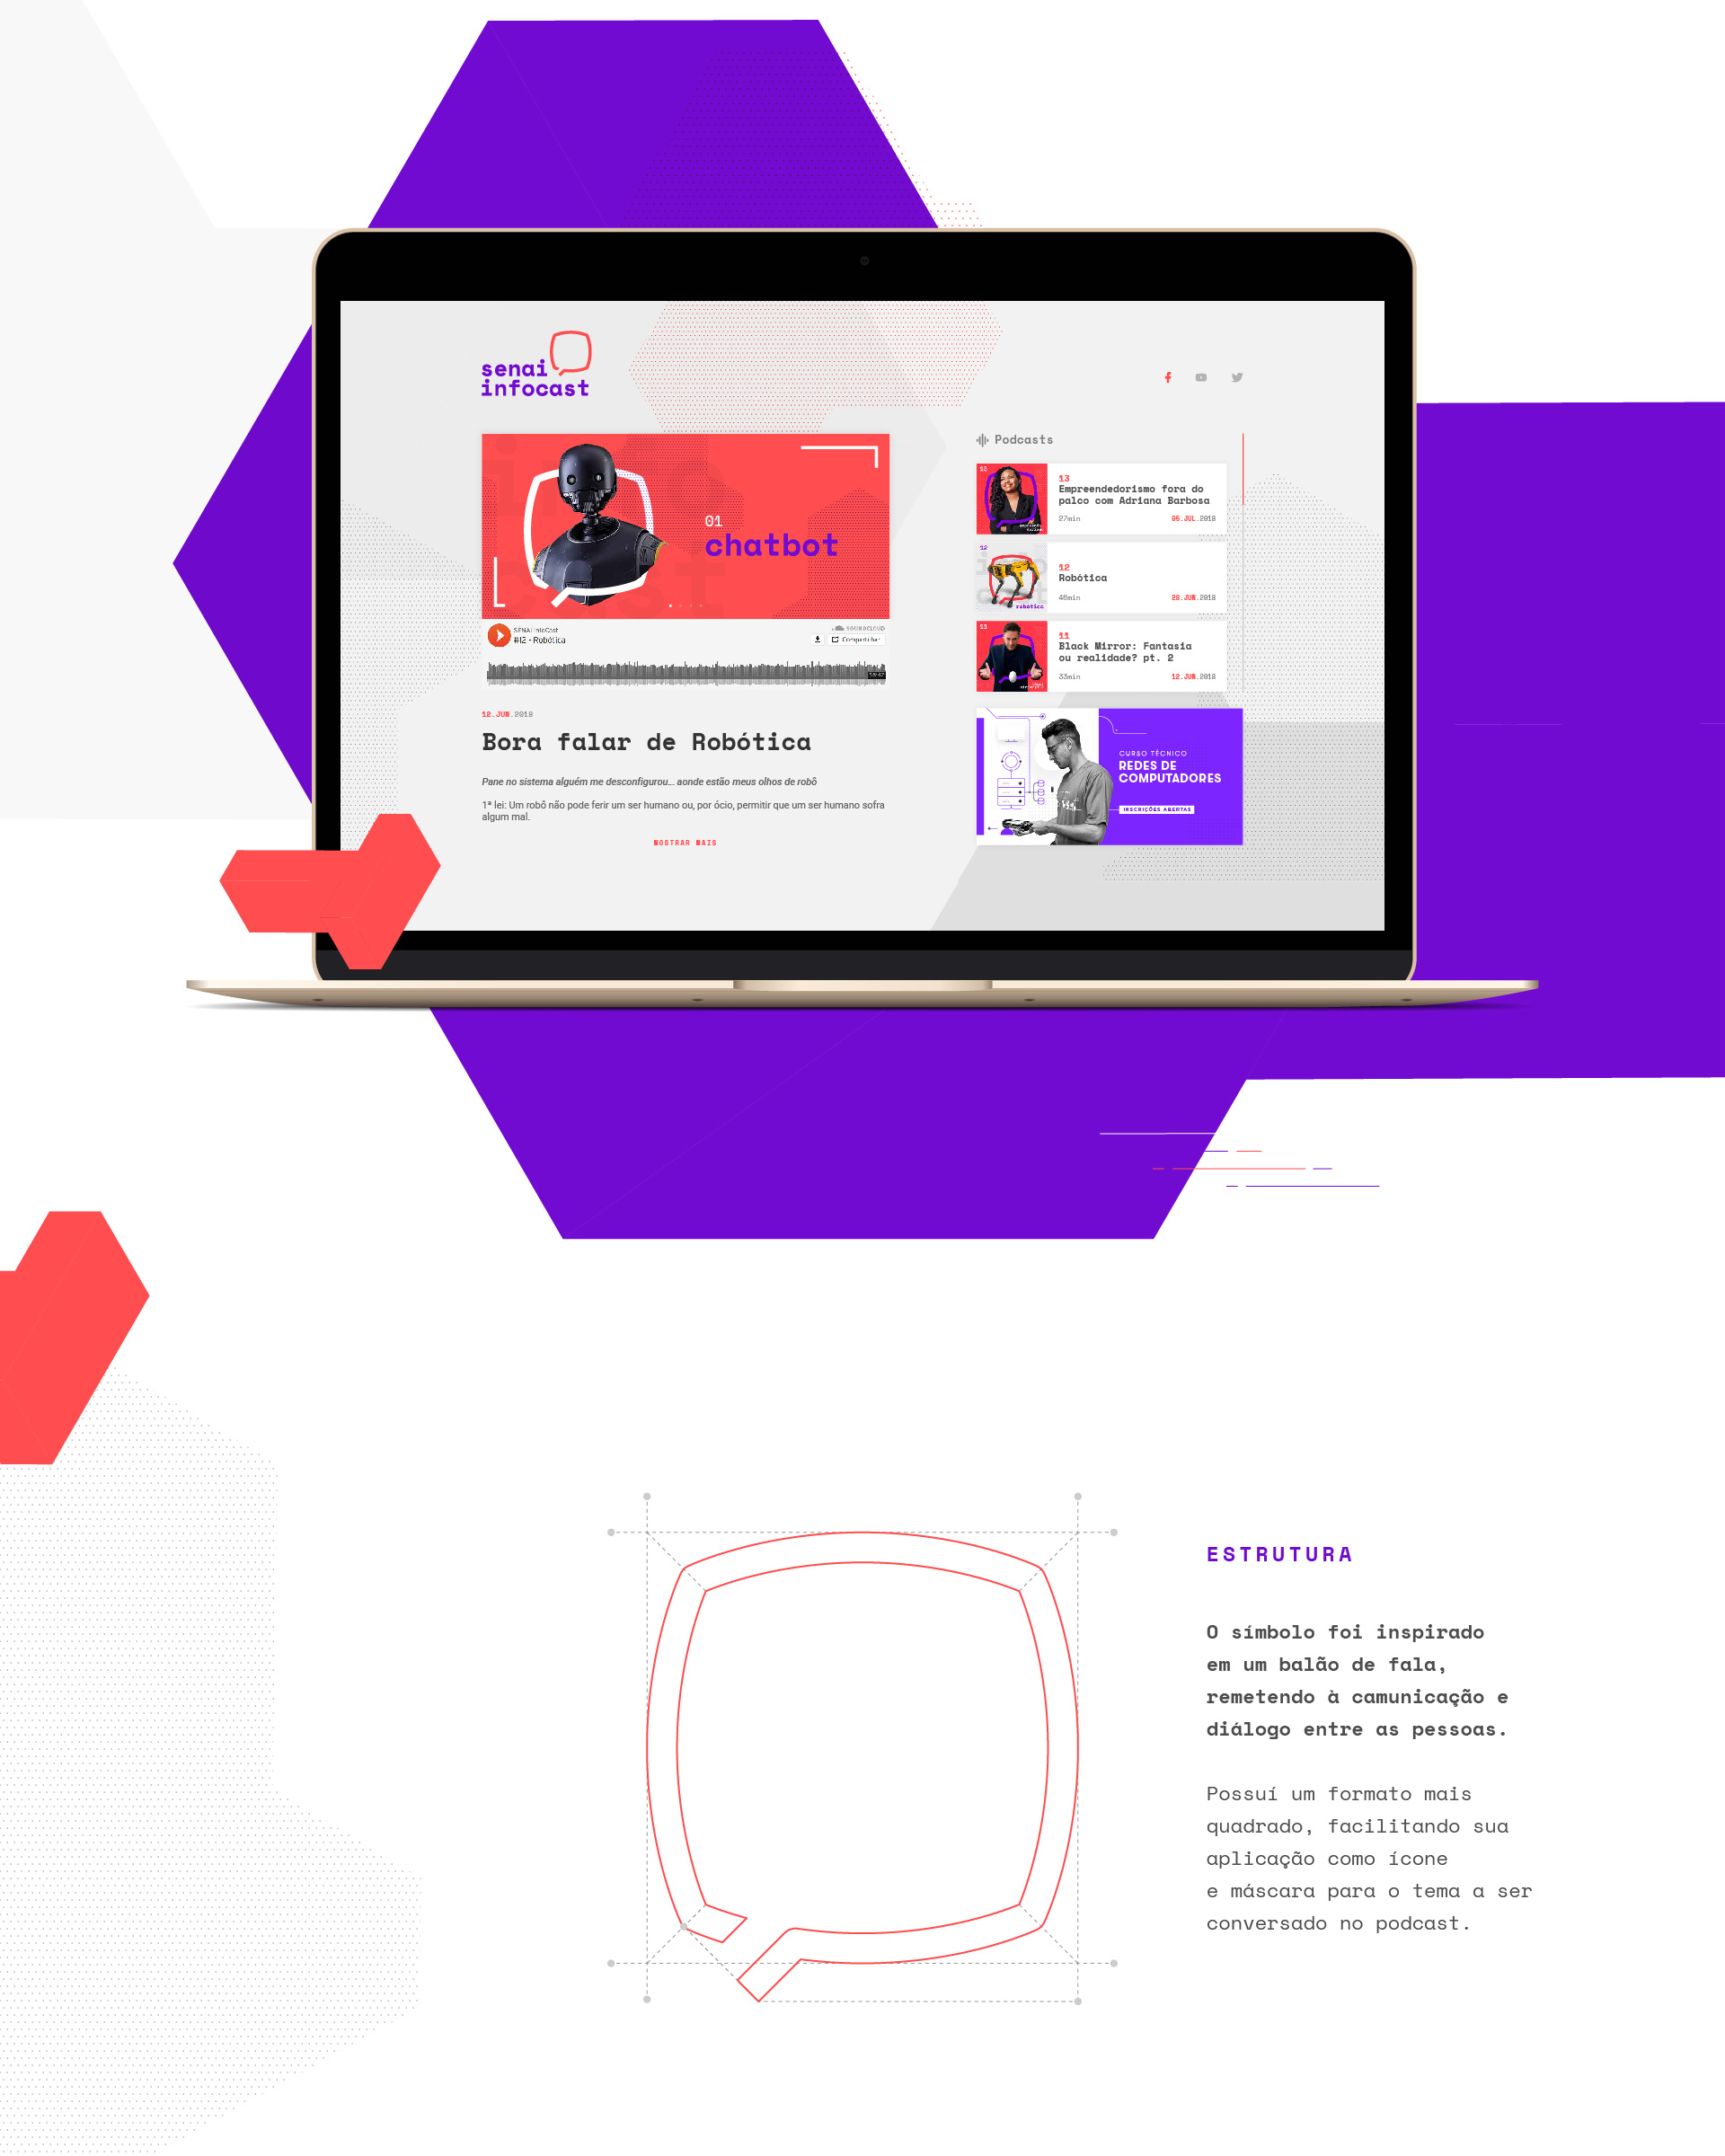 senai
infocast
01
chatbot
SENAI InfoCast
#12 - Robótica
SOUNDCLOUD
Compartilhar
12.JUN.2018
Bora falar de Robótica
Pane no sistema alguém me desconfigurou... aonde estão meus olhos de robô
1ª lei: Um robô não pode ferir um ser humano ou, por ócio, permitir que um ser humano sofra
algum mal.
MOSTRAR MAIS
Podcasts
13
13
Empreendedorismo fora do
palco com Adriana Barbosa
27min
05.JUL.2018
12
robótica
12
Robótica
46min
28.JUN.2018
13
11
Black Mirror: Fantasia
ou realidade? pt. 2
33min
12.JUN.2018
CURSO TÉCNICO
REDES DE
COMPUTADORES
INSCRIÇÕES ABERTAS
ESTRUTURA
O símbolo foi inspirado
em um balão de fala,
remetendo à camunicação e
diálogo entre as pessoas.
Possuí um formato mais
quadrado, facilitando sua
aplicação como ícone
e máscara para o tema a ser
conversado no podcast.